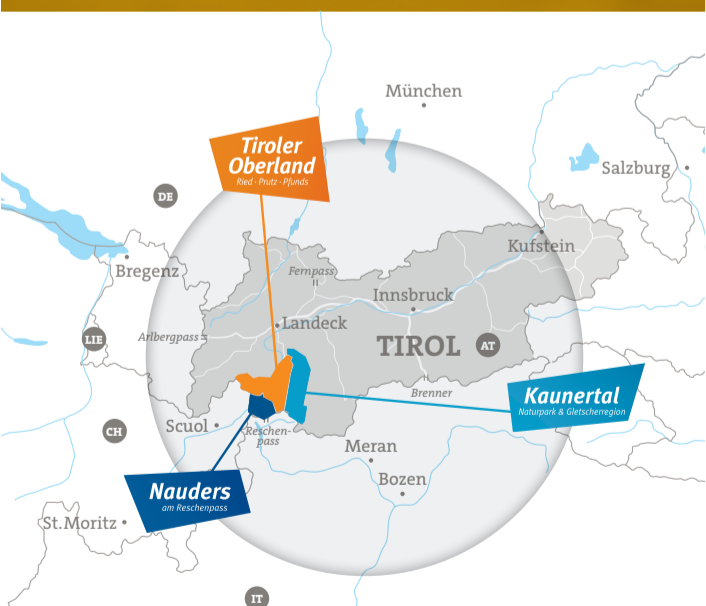 München
Tiroler
Oberland
Ried · Prutz · Pfunds
Salzburg
DE
Kufstein
Bregenz
Fernpass
Innsbruck
Landeck
Arlbergpass
LIE
TIROL
AT
Brenner
Kaunertal
Naturpark & Gletscherregion
Scuol
CH
Reschen-
pass
Meran
Bozen
Nauders
am Reschenpass
St.Moritz
IT